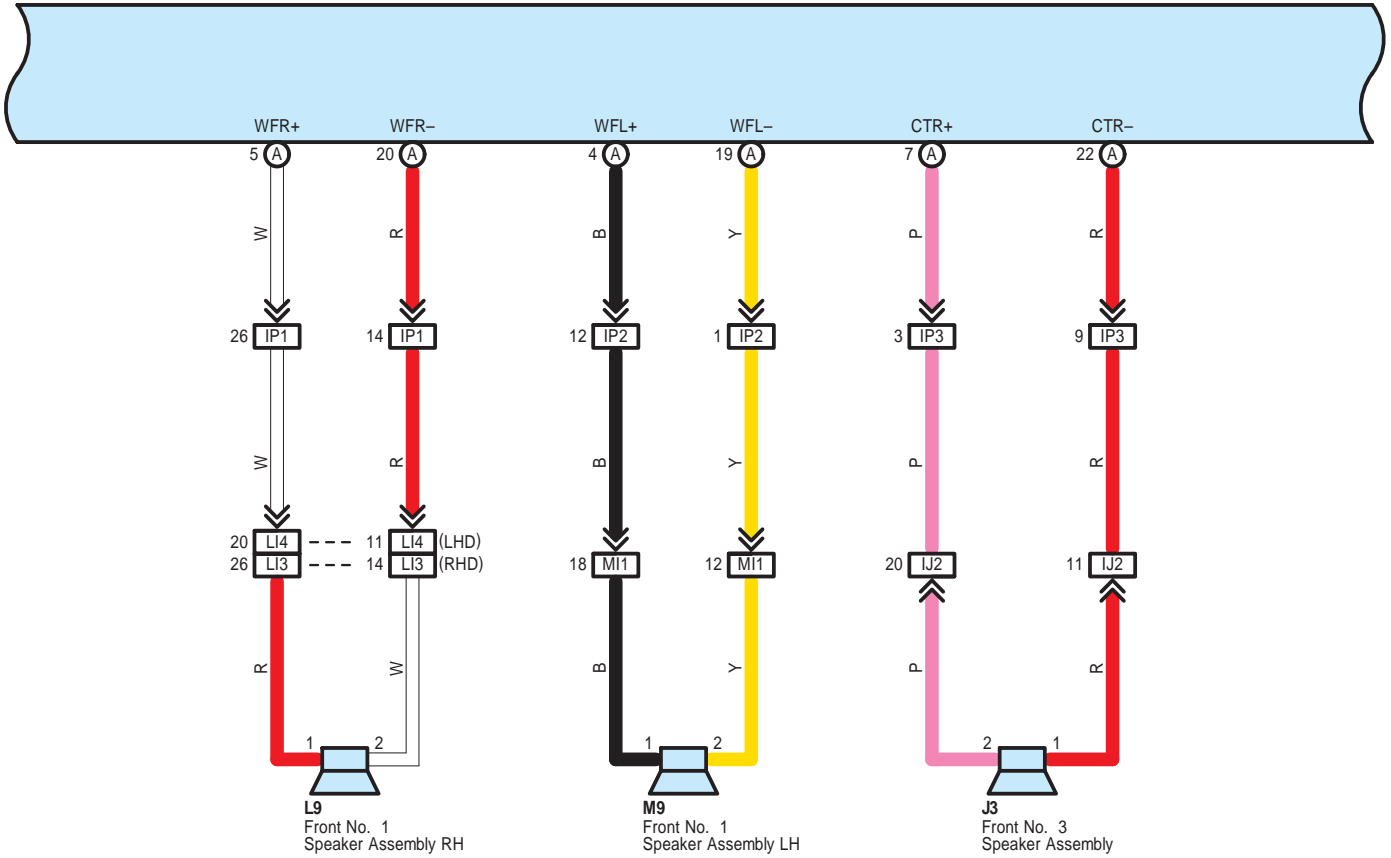 WFR+ WFR– WFL+ WFL– CTR+ CTR–
5 A 20 A 4 A 19 A 7 A 22 A
W R B Y P R
26 IP1 14 IP1 12 IP2 1 IP2 3 IP3 9 IP3
W R B Y P R
20 LI4 11 LI4 (LHD)
26 LI3 14 LI3 (RHD) 18 MI1 12 MI1 20 IJ2 11 IJ2
R W B Y P R
1 2 1 2 2 1
L9 M9 J3
Front No. 1 Front No. 1 Front No. 3
Speaker Assembly RH Speaker Assembly LH Speaker Assembly